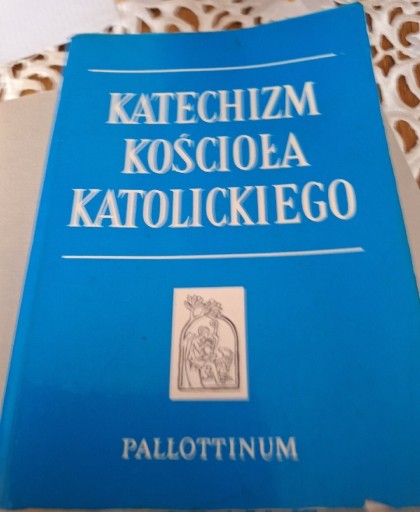 KATECHIZM
KOŚCIOŁA
KATOLICKIEGO
PALLOTTINUM